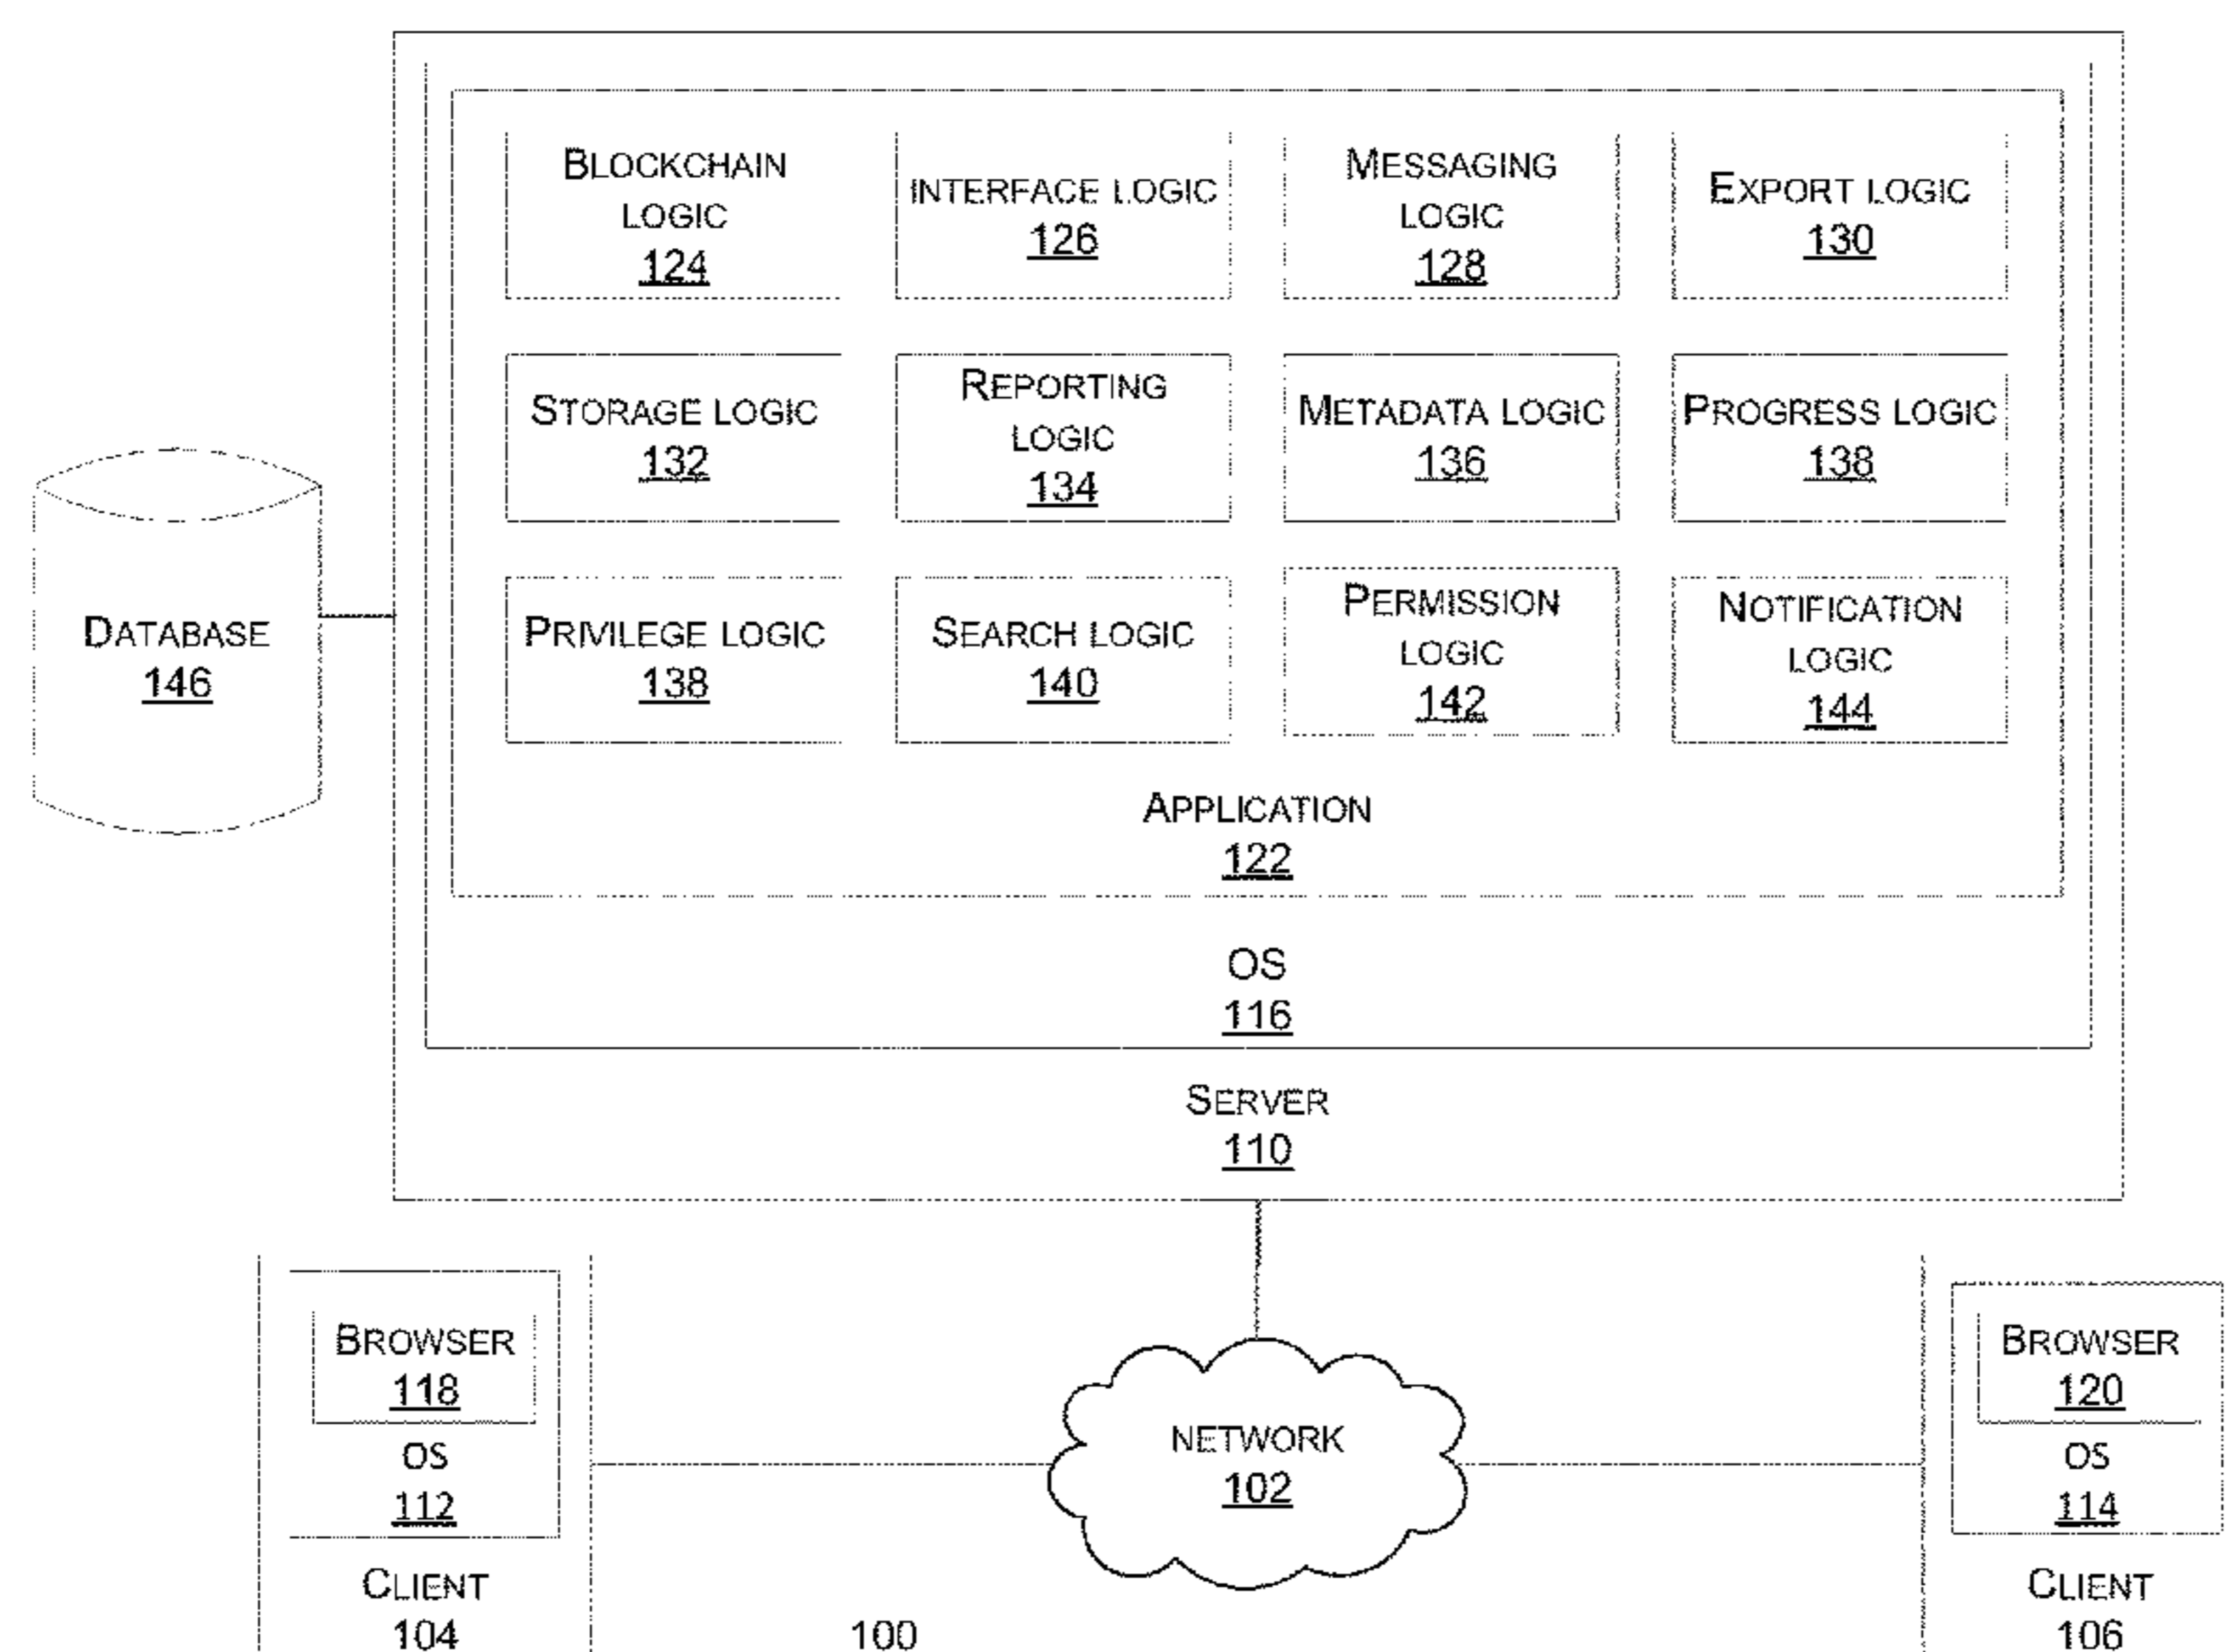 BLOCKCHAIN
LOGIC
124
INTERFACE LOGIC
126
MESSAGING
LOGIC
128
EXPORT LOGIC
130
STORAGE LOGIC
132
REPORTING
LOGIC
134
METADATA LOGIC
136
PROGRESS LOGIC
138
PRIVILEGE LOGIC
138
SEARCH LOGIC
140
PERMISSION
LOGIC
142
NOTIFICATION
LOGIC
144
DATABASE
146
APPLICATION
122
OS
116
SERVER
110
BROWSER
118
OS
112
CLIENT
104
NETWORK
102
100
BROWSER
120
OS
114
CLIENT
106